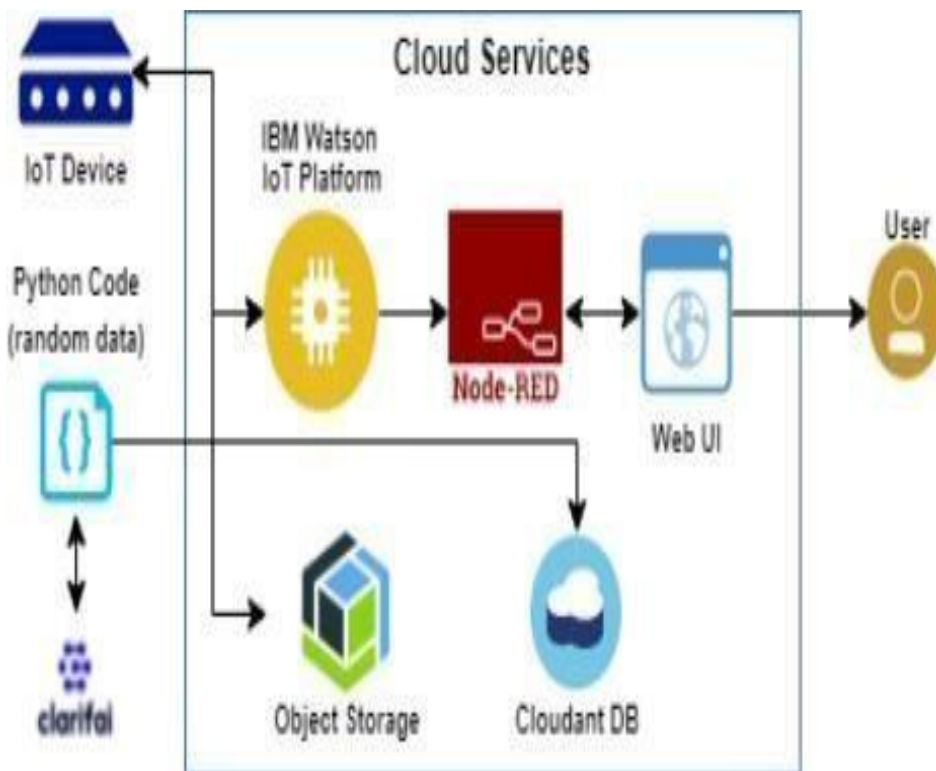 Cloud Services
IoT Device
IBM Watson
IoT Platform
User
Python Code
(random data)
Node-RED
Web UI
clarifai
Object Storage
Cloudant DB